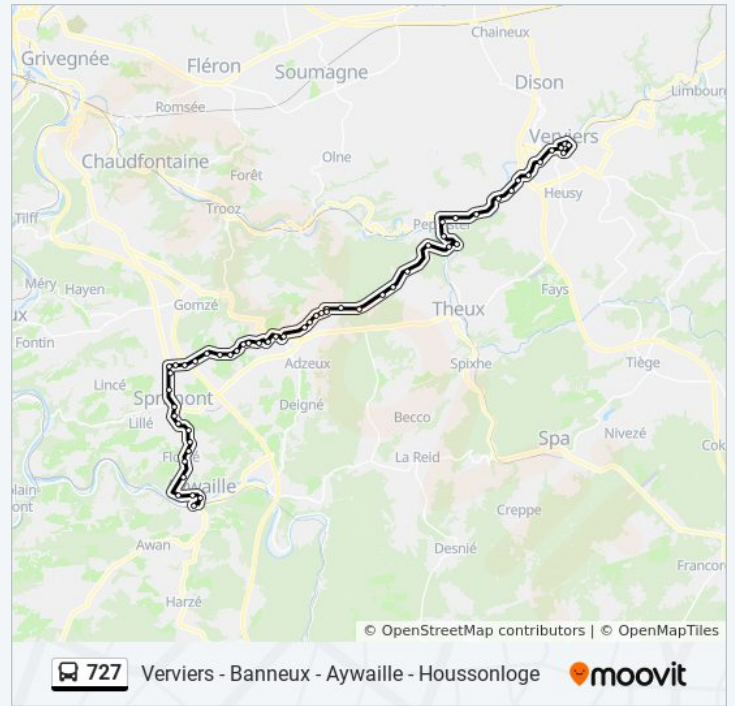 Chaineux
Grivegnée
Fléron
Soumagne
Dison
Limbourg
Romsée
Verviers
Olne
Chaudfontaine
Forêt
Heusy
Trooz
Tilff
Pepinster
Méry
Hayen
Fays
Gomzé
Theux
Fontin
Adzeux
Spixhe
Tiège
Lincé
Sprimont
Deigné
Becco
Lillé
Spa
Nivezé
La Reid
Aywaille
Creppe
Awan
Desnié
Francor
Harzé
© OpenStreetMap contributors | © OpenMapTiles
727 Verviers - Banneux - Aywaille - Houssonloge moovit